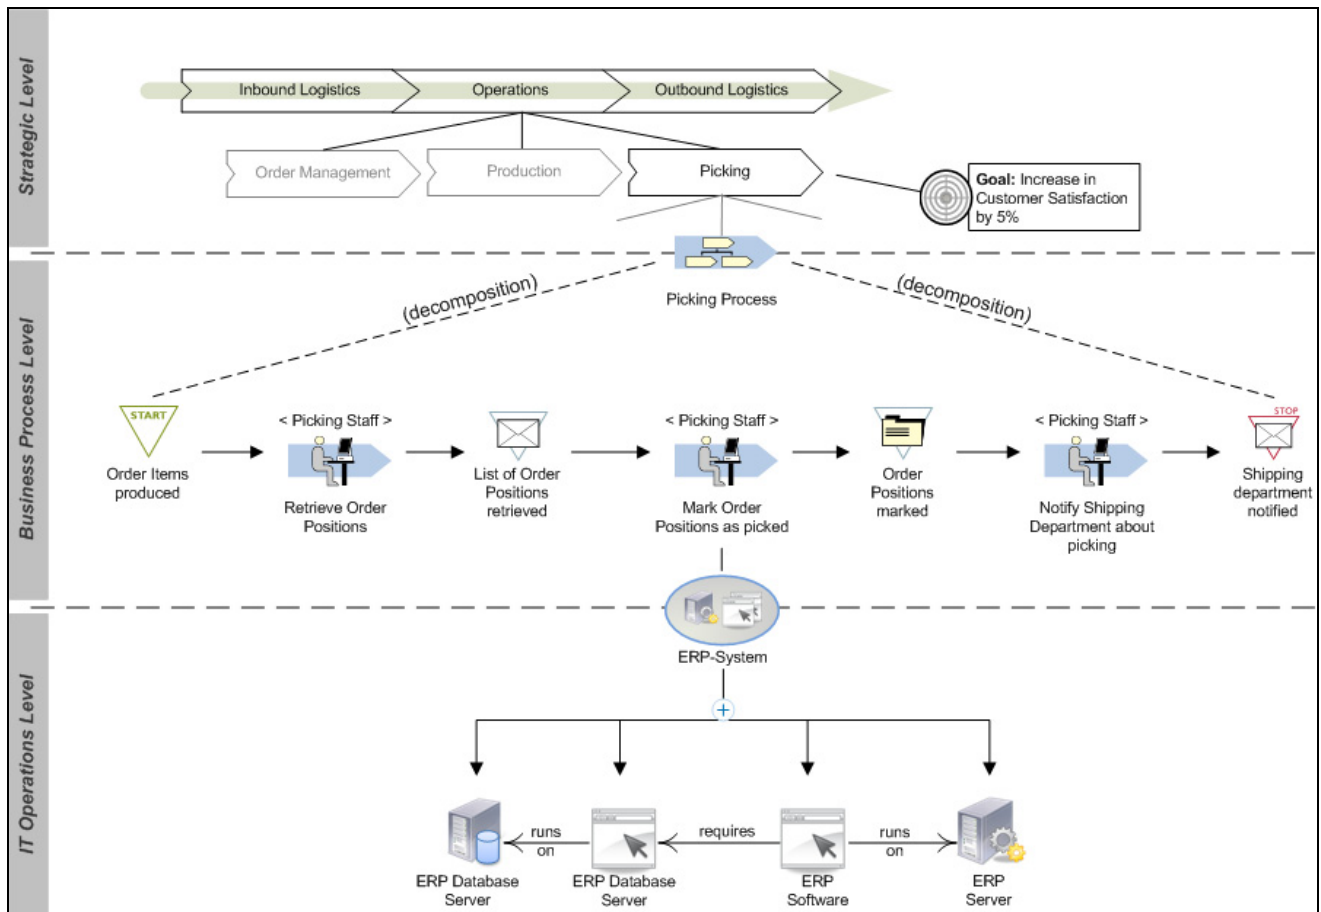 Strategic Level
Inbound Logistics
Operations
Outbound Logistics
Order Management
Production
Picking
Goal: Increase in
Customer Satisfaction
by 5%
Business Process Level
Picking Process
(decomposition)
(decomposition)
START
Order Items
produced
< Picking Staff >
Retrieve Order
Positions
List of Order
Positions
retrieved
< Picking Staff >
Mark Order
Positions as picked
Order
Positions
marked
< Picking Staff >
Notify Shipping
Department about
picking
STOP
Shipping
department
notified
IT Operations Level
ERP-System
runs
on
requires
runs
on
ERP Database
Server
ERP Database
Server
ERP
Software
ERP
Server